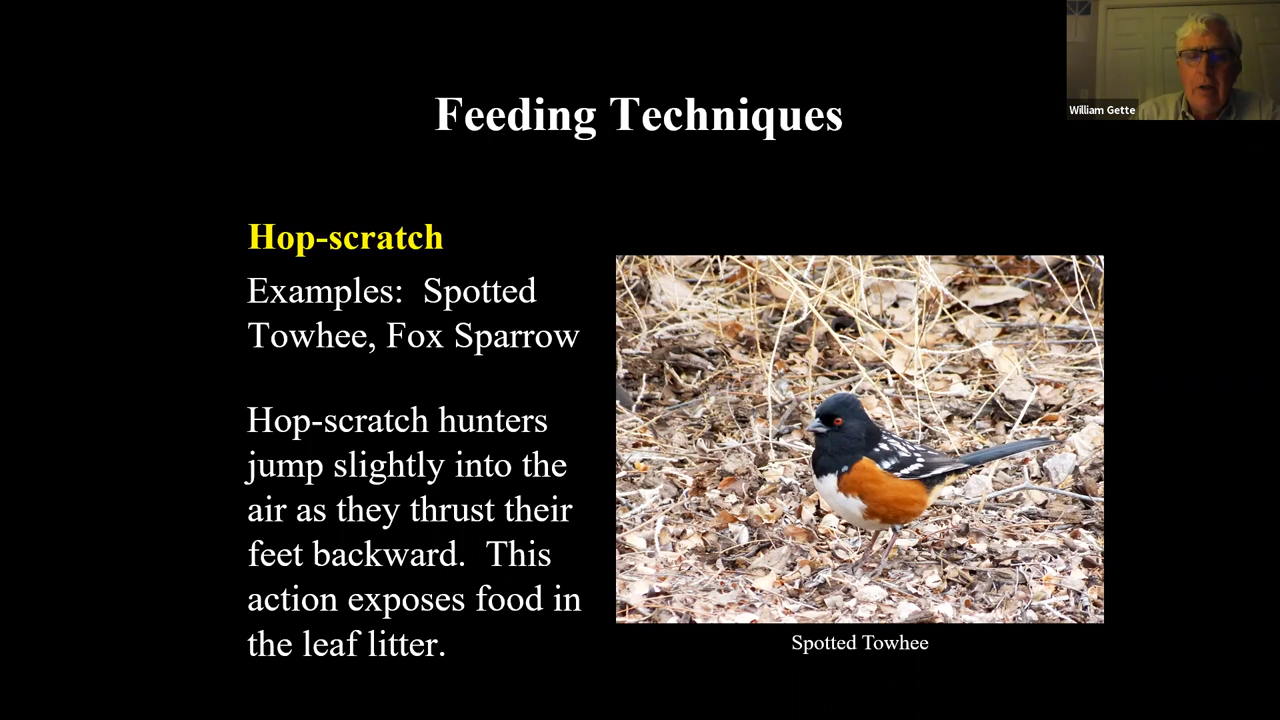 William Gette
Feeding Techniques
Hop-scratch
Examples:  Spotted
Towhee, Fox Sparrow
Hop-scratch hunters
jump slightly into the
air as they thrust their
feet backward.  This
action exposes food in
the leaf litter.
Spotted Towhee